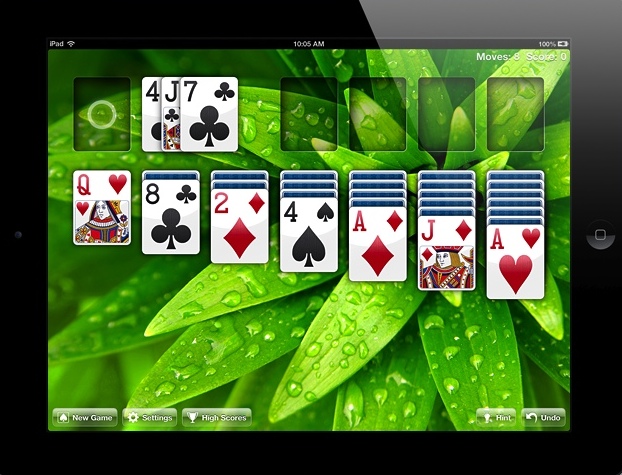 iPad 10:05 AM 100%
Moves: 8 Score: 0
4 J 7
Q 8 2 4 A J A
New Game Settings High Scores Hint Undo